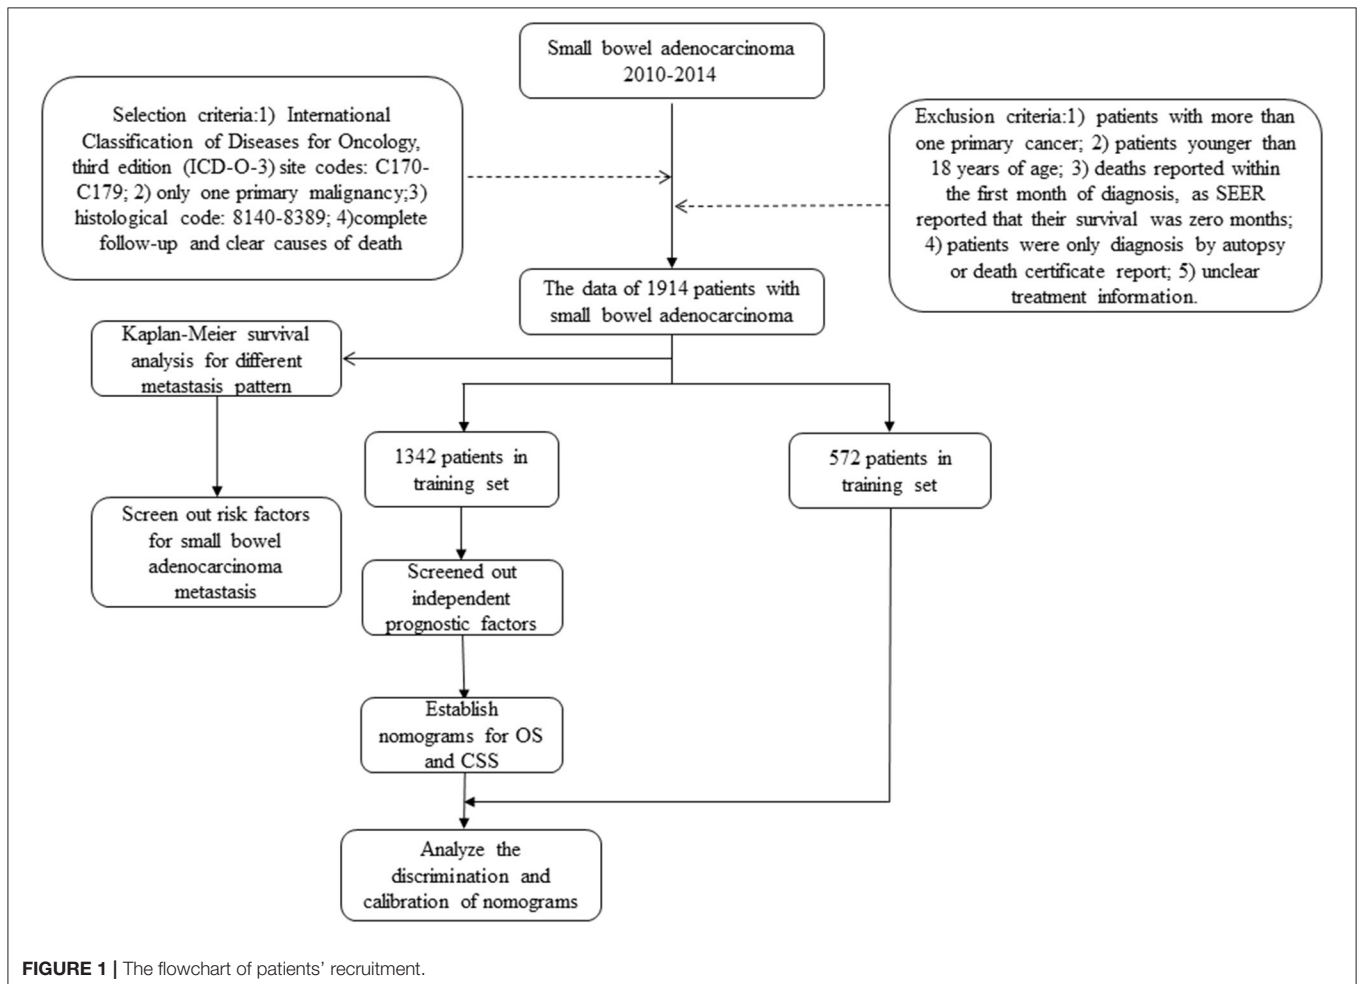 Small bowel adenocarcinoma
2010-2014
Selection criteria:1) International
Classification of Diseases for Oncology,
third edition (ICD-O-3) site codes: C170-
C179; 2) only one primary malignancy;3)
histological code: 8140-8389; 4)complete
follow-up and clear causes of death
Exclusion criteria:1) patients with more than
one primary cancer; 2) patients younger than
18 years of age; 3) deaths reported within
the first month of diagnosis, as SEER
reported that their survival was zero months;
4) patients were only diagnosis by autopsy
or death certificate report; 5) unclear
treatment information.
The data of 1914 patients with
small bowel adenocarcinoma
Kaplan-Meier survival
analysis for different
metastasis pattern
Screen out risk factors
for small bowel
adenocarcinoma
metastasis
1342 patients in
training set
572 patients in
training set
Screened out
independent
prognostic factors
Establish
nomograms for OS
and CSS
Analyze the
discrimination and
calibration of nomograms
FIGURE 1 | The flowchart of patients' recruitment.